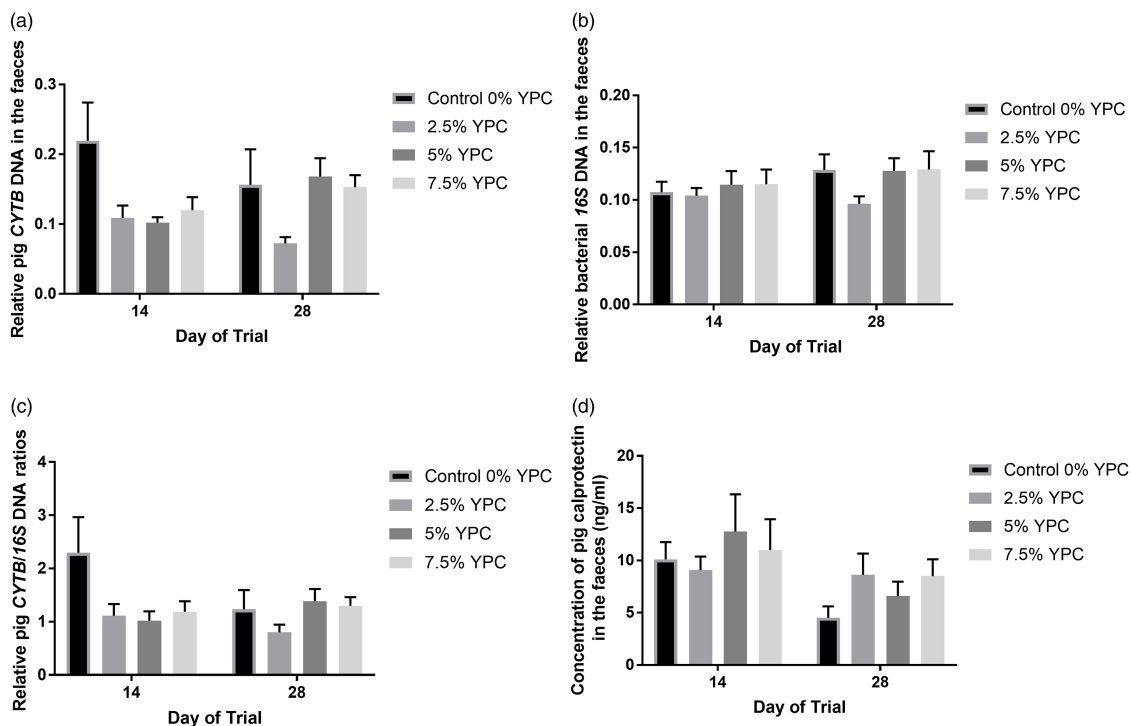 (a)
Relative pig CYTB DNA in the faeces
0.3
0.2
0.1
0.0
14
28
Day of Trial
Control 0% YPC
2.5% YPC
5% YPC
7.5% YPC
(b)
Relative bacterial 16S DNA in the faeces
0.20
0.15
0.10
0.05
0.00
14
28
Day of Trial
Control 0% YPC
2.5% YPC
5% YPC
7.5% YPC
(c)
Relative pig CYTB/16S DNA ratios
4
3
2
1
0
14
28
Day of Trial
Control 0% YPC
2.5% YPC
5% YPC
7.5% YPC
(d)
Concentration of pig calprotectin
in the faeces (ng/ml)
20
15
10
5
0
14
28
Day of Trial
Control 0% YPC
2.5% YPC
5% YPC
7.5% YPC